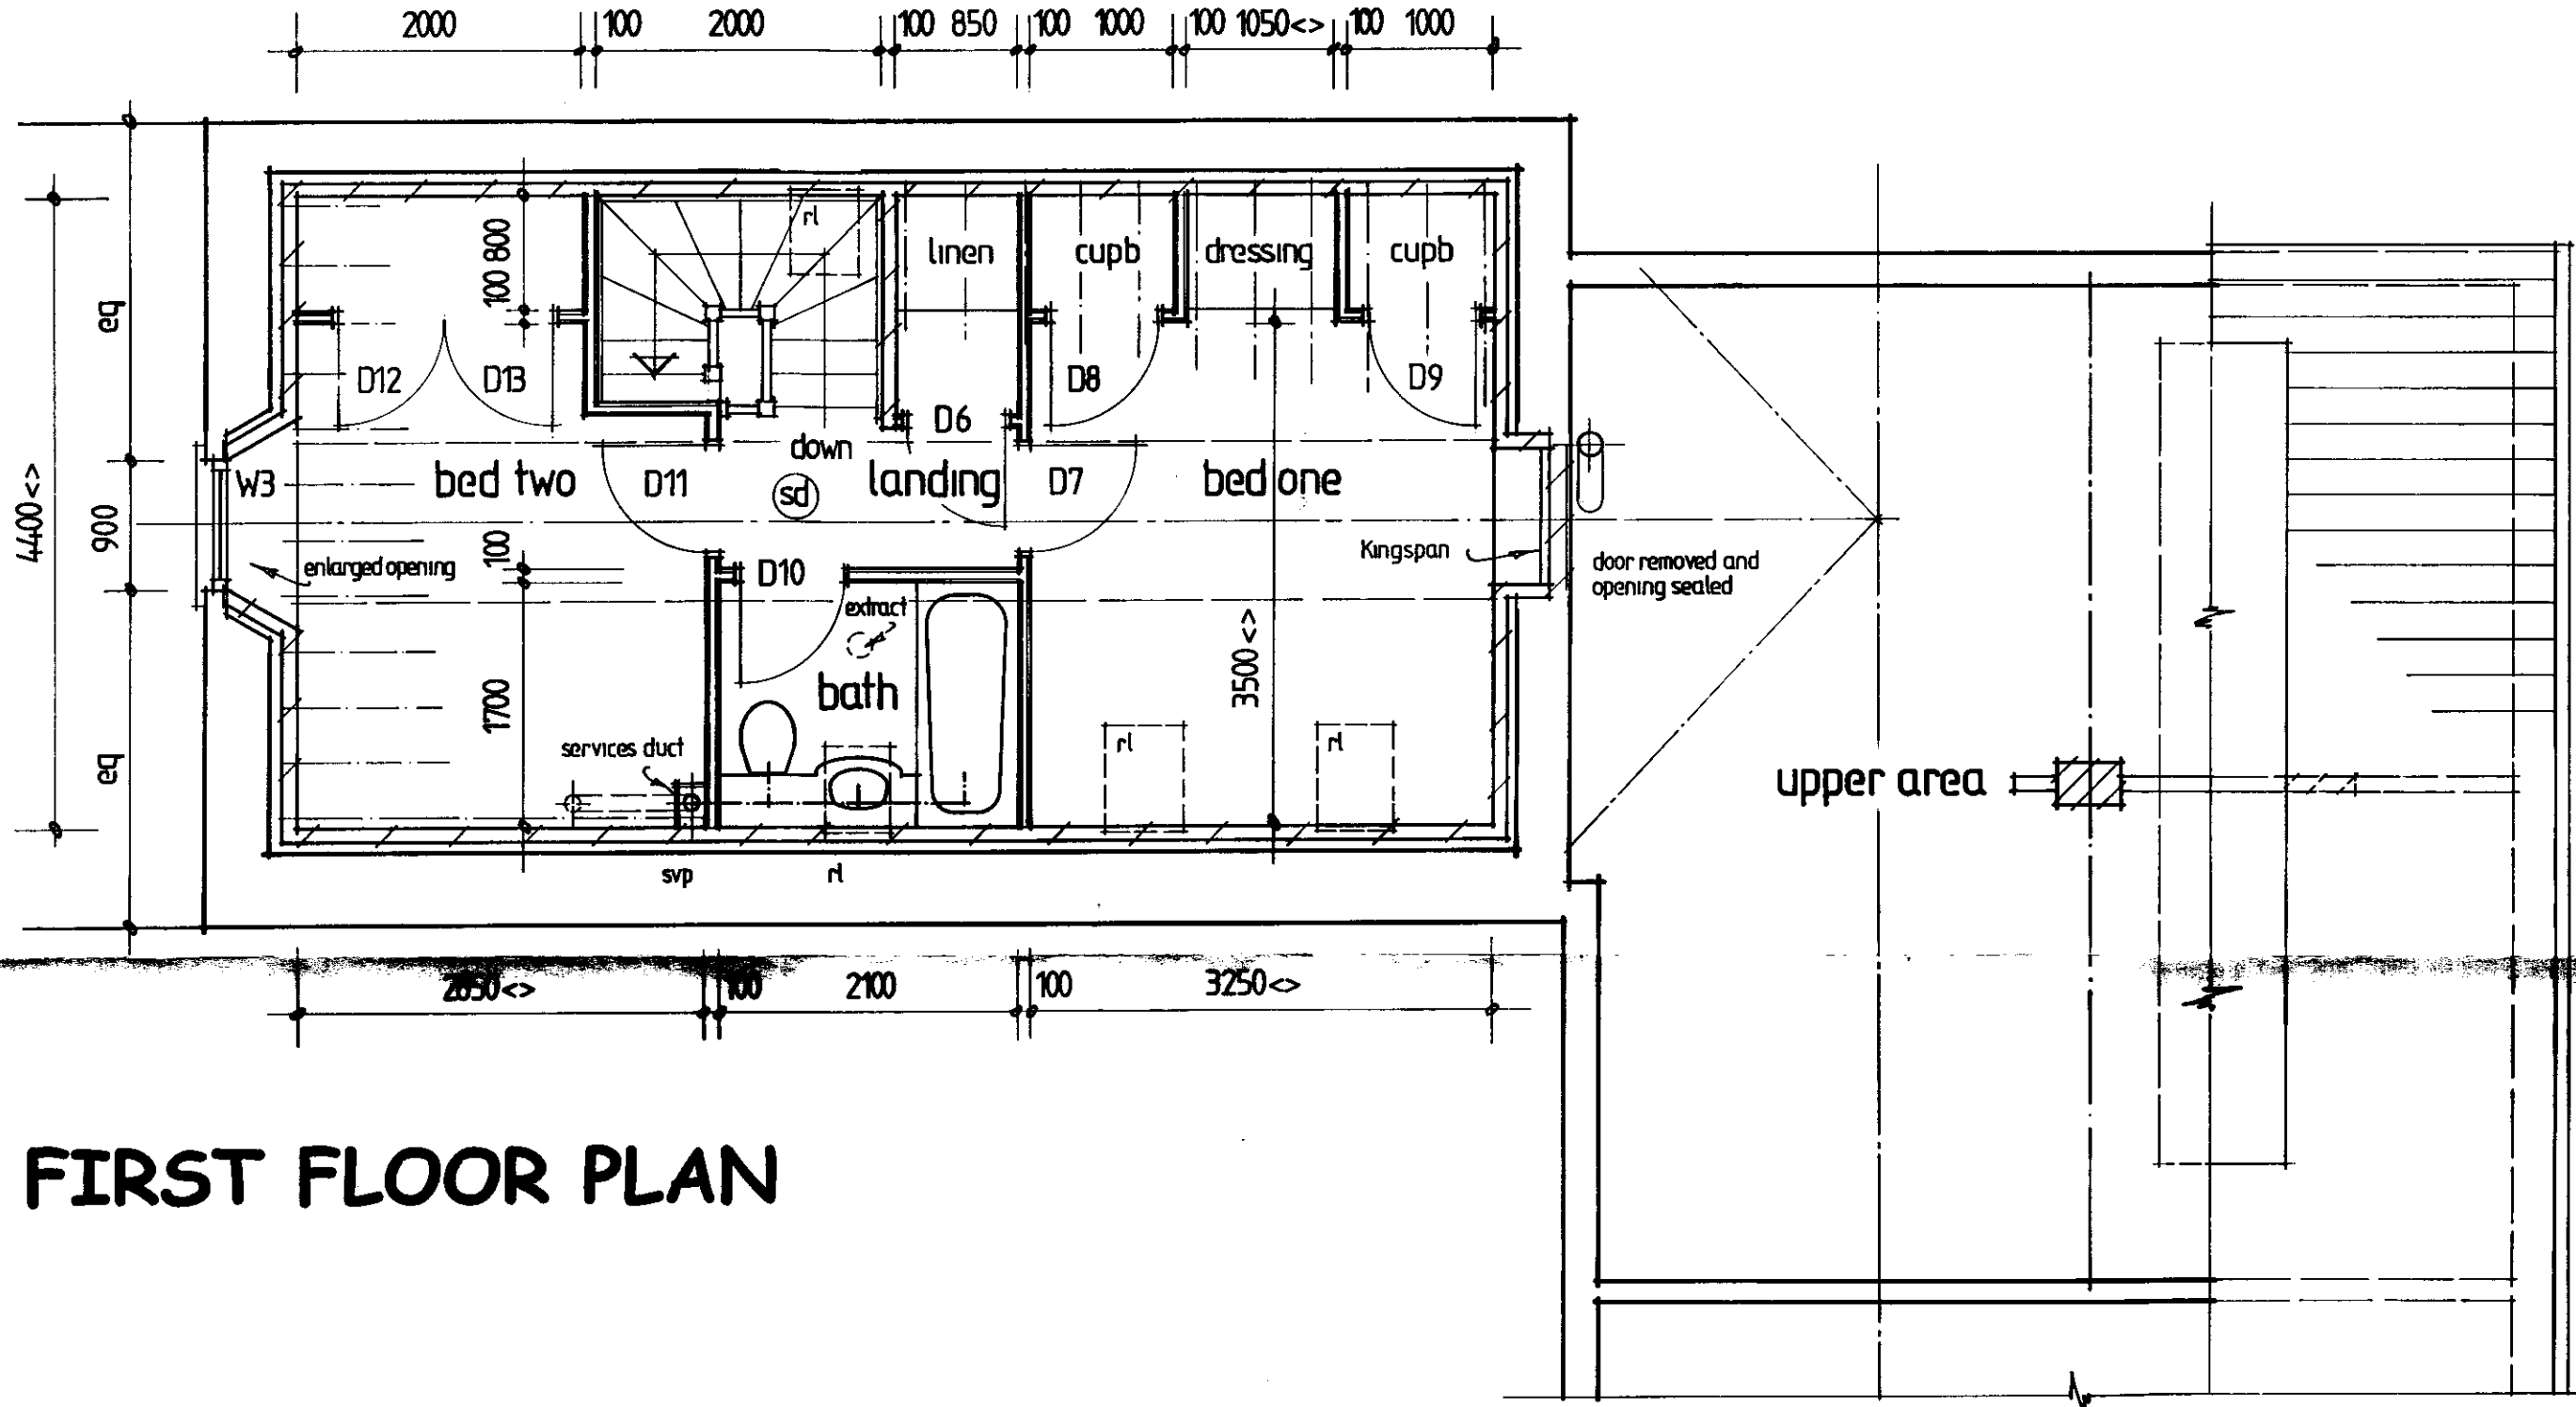 2000 100 2000 100 850 100 1000 100 1050<> 100 1000
rl
100 800
linen cupb dressing cupb
eq
D12 D13 D8 D9
D6
down
W3 bed two D11 sd landing D7 bed one
4400<>
900
100
enlarged opening D10
Kingspan
door removed and
opening sealed
extract
bath
3500<>
1700
services duct
rl rl
eq
upper area
svp rl
100 2100 100 3250<>
FIRST FLOOR PLAN